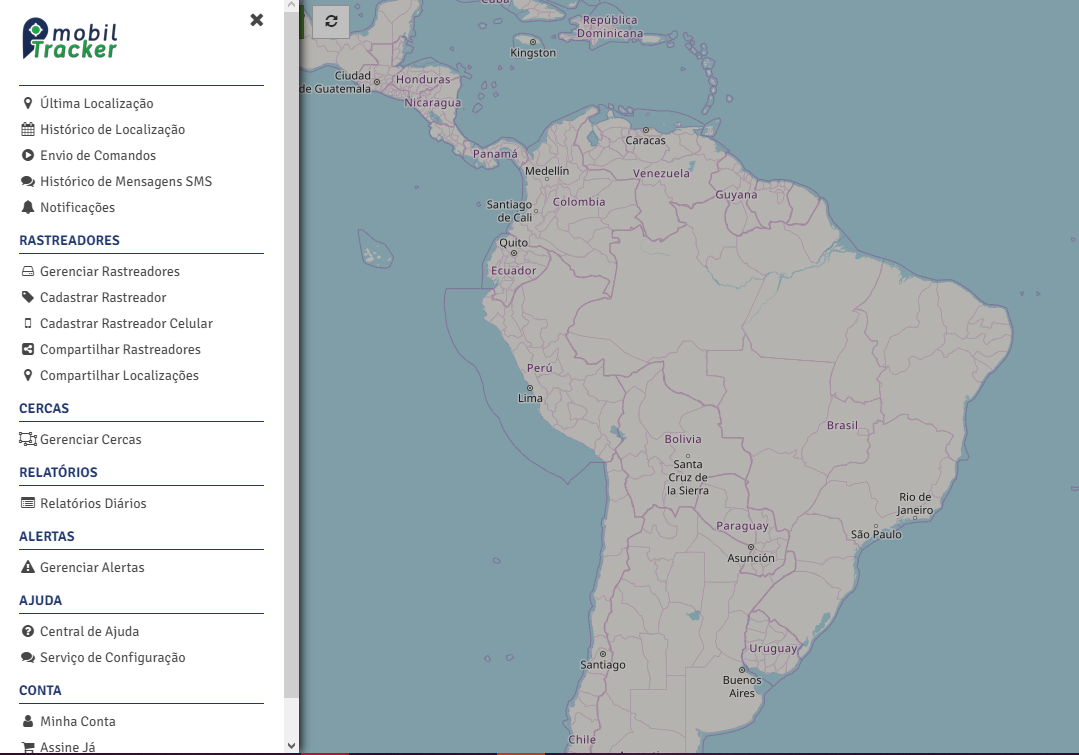 mobil
Tracker
Última Localização
Histórico de Localização
Envio de Comandos
Histórico de Mensagens SMS
Notificações
RASTREADORES
Gerenciar Rastreadores
Cadastrar Rastreador
Cadastrar Rastreador Celular
Compartilhar Rastreadores
Compartilhar Localizações
CERCAS
Gerenciar Cercas
RELATÓRIOS
Relatórios Diários
ALERTAS
Gerenciar Alertas
AJUDA
Central de Ajuda
Serviço de Configuração
CONTA
Minha Conta
Assine Já
Cuba
República
Dominicana
Kingston
Ciudad
de Guatemala
Honduras
Nicaragua
Panamá
Caracas
Medellín
Venezuela
Guyana
Santiago
de Cali
Colombia
Quito
Ecuador
Perú
Lima
Brasil
Bolivia
Santa
Cruz de
la Sierra
Rio de
Janeiro
São Paulo
Paraguay
Asunción
Uruguay
Santiago
Buenos
Aires
Chile